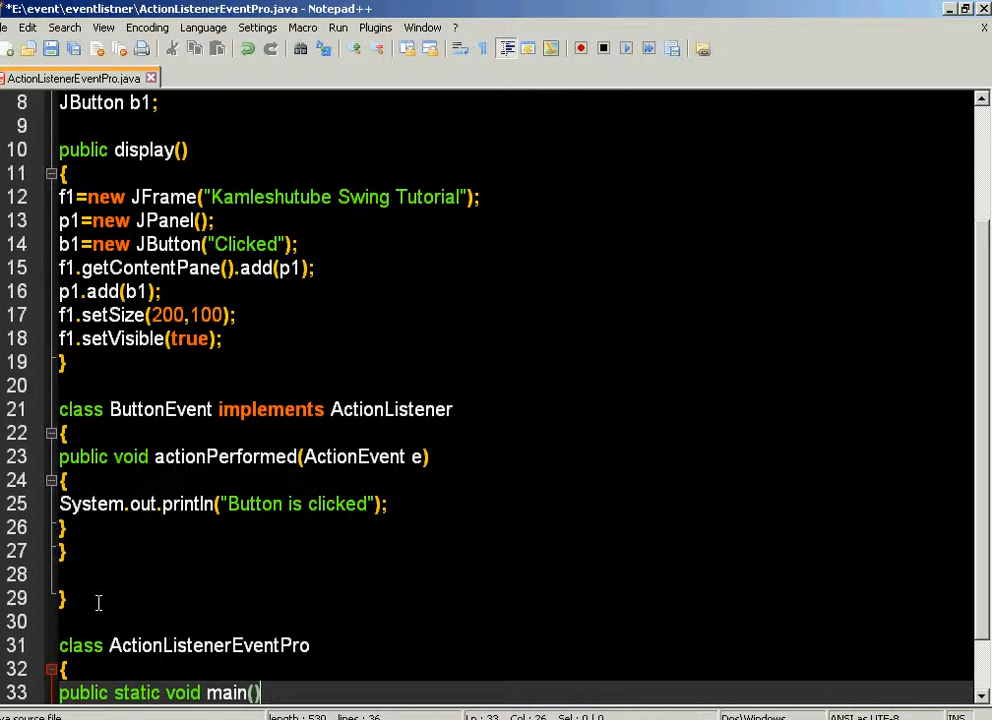 *E:\event\eventlistner\ActionListenerEventPro.java - Notepad++
Edit Search View Encoding Language Settings Macro Run Plugins Window ? X
ActionListenerEventPro.java
8 JButton b1;
9
10 public display()
11 {
12 f1=new JFrame("Kamleshutube Swing Tutorial");
13 p1=new JPanel();
14 b1=new JButton("Clicked");
15 f1.getContentPane().add(p1);
16 p1.add(b1);
17 f1.setSize(200,100);
18 f1.setVisible(true);
19 }
20
21 class ButtonEvent implements ActionListener
22 {
23 public void actionPerformed(ActionEvent e)
24 {
25 System.out.println("Button is clicked");
26 }
27 }
28
29 }
30
31 class ActionListenerEventPro
32 {
33 public static void main()
va source file length : 530 lines : 36 Ln : 33 Col : 26 Sel : 0 | 0 Dos\Windows ANSI as UTF-8 INS